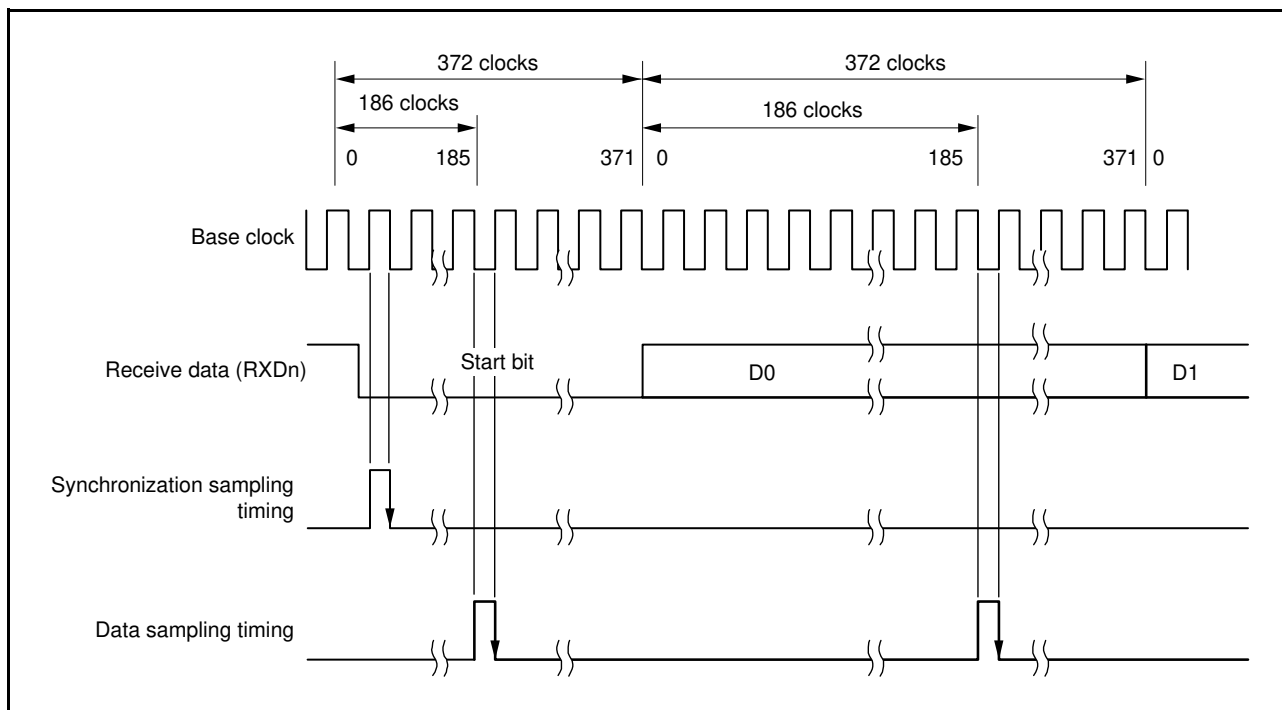 372 clocks 372 clocks
186 clocks 186 clocks
0 185 371 0 185 371 0
Base clock
Start bit
Receive data (RXDn) D0 D1
Synchronization sampling
timing
Data sampling timing